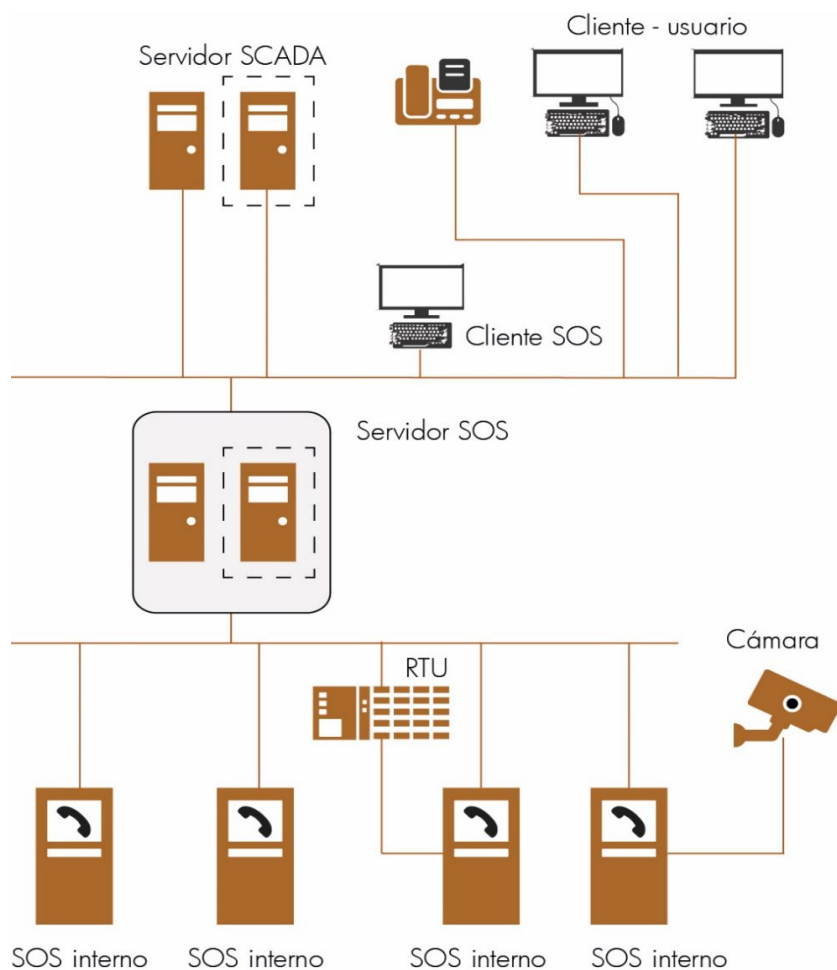 Cliente - usuario
Servidor SCADA
Cliente SOS
Servidor SOS
Cámara
RTU
SOS interno
SOS interno
SOS interno
SOS interno